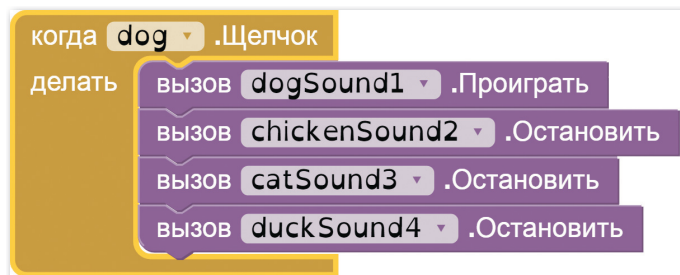 когда dog .Щелчок
делать вызов dogSound1 .Проиграть
вызов chickenSound2 .Остановить
вызов catSound3 .Остановить
вызов duckSound4 .Остановить